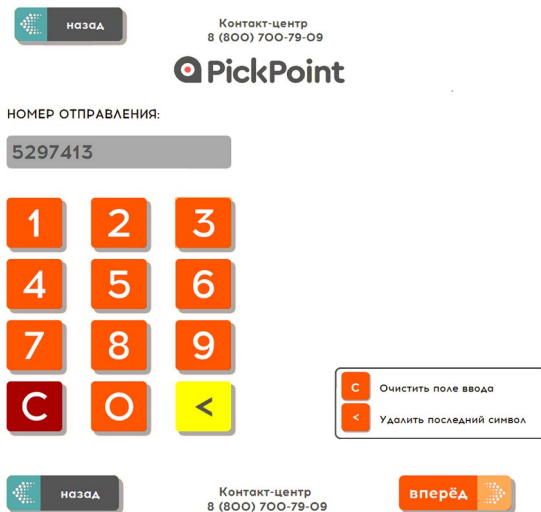 назад
Контакт-центр
8 (800) 700-79-09
PickPoint
НОМЕР ОТПРАВЛЕНИЯ:
5297413
1 2 3
4 5 6
7 8 9
C 0 <
C Очистить поле ввода
< Удалить последний символ
назад
Контакт-центр
8 (800) 700-79-09
вперёд